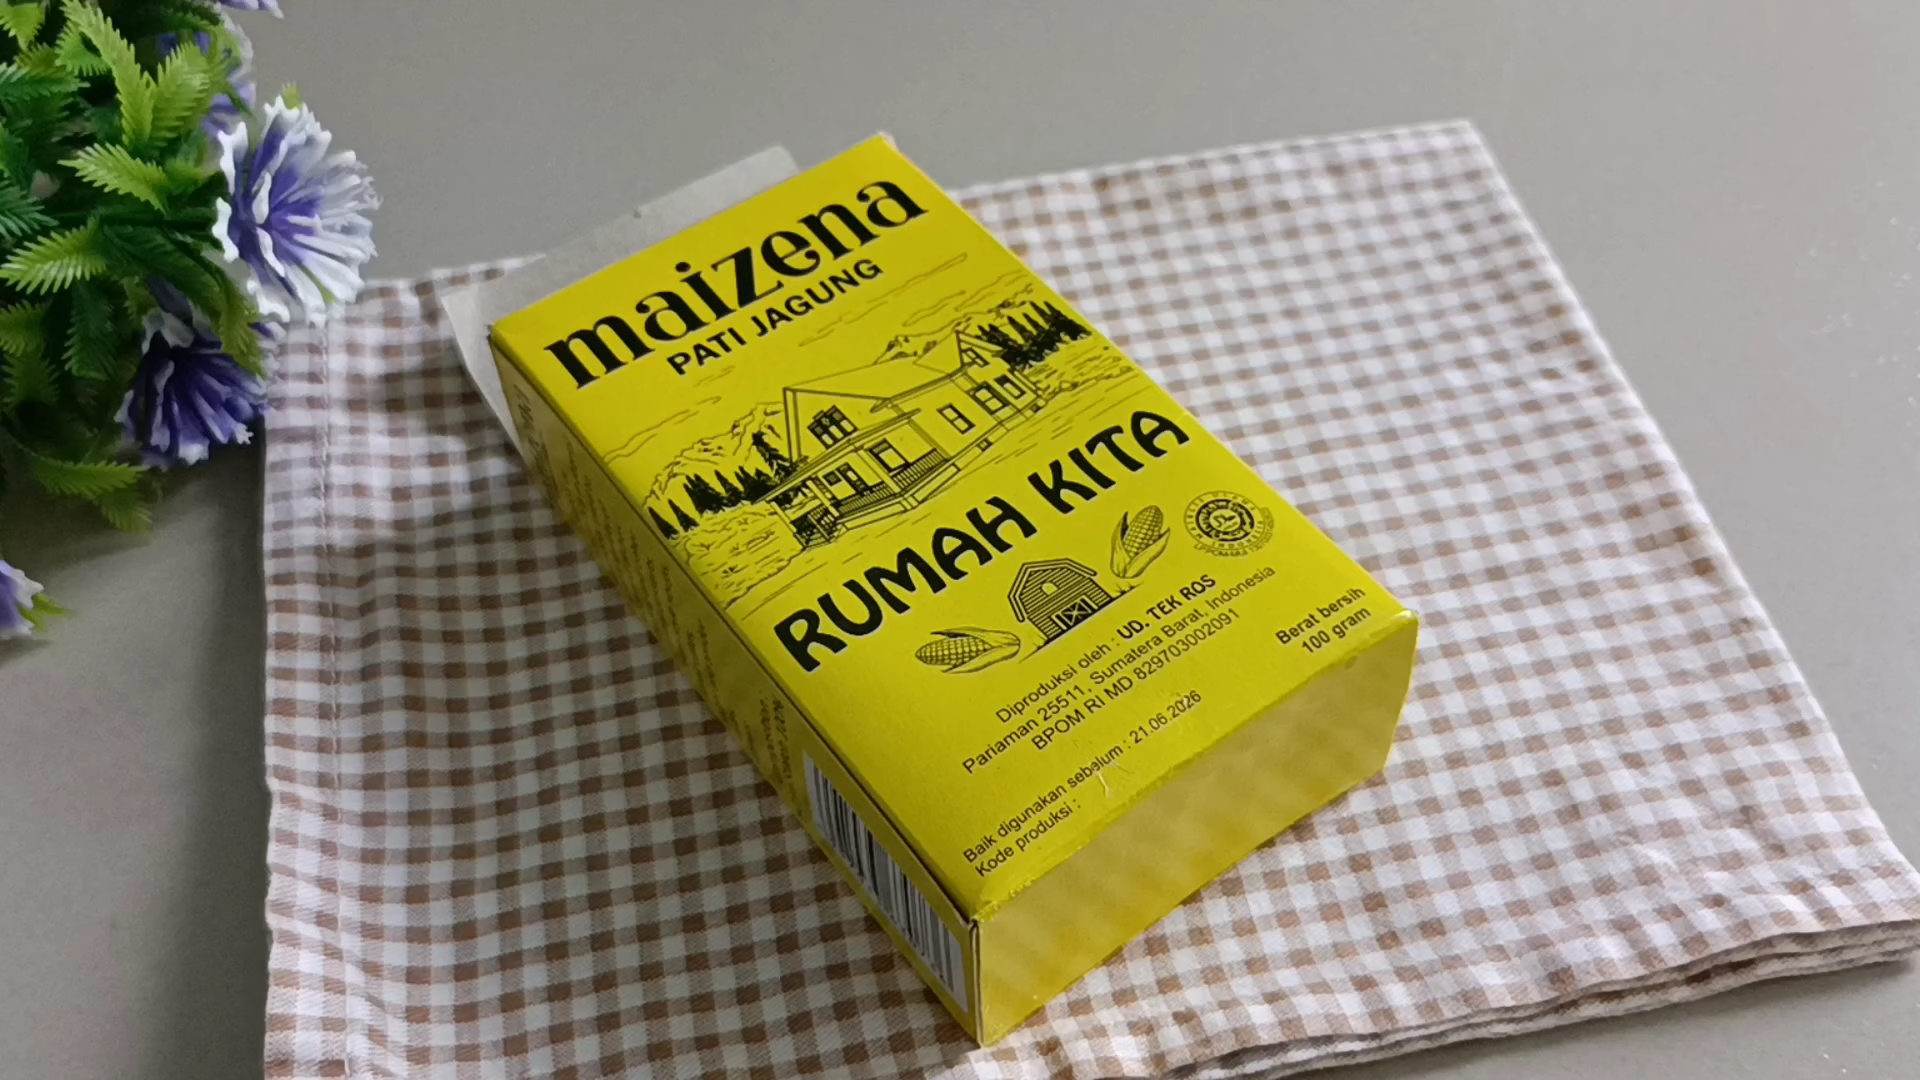 maizena
PATI JAGUNG
RUMAH KITA
Diproduksi oleh : UD. TEK ROS
Pariaman 25511, Sumatera Barat, Indonesia
BPOM RI MD 829703002091
Berat bersih
100 gram
Baik digunakan sebelum : 21.06.2026
Kode produksi :